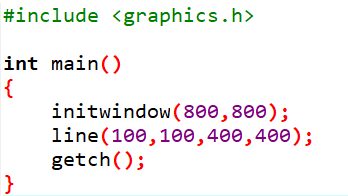 #include <graphics.h>
int main()
{
    initwindow(800,800);
    line(100,100,400,400);
    getch();
}